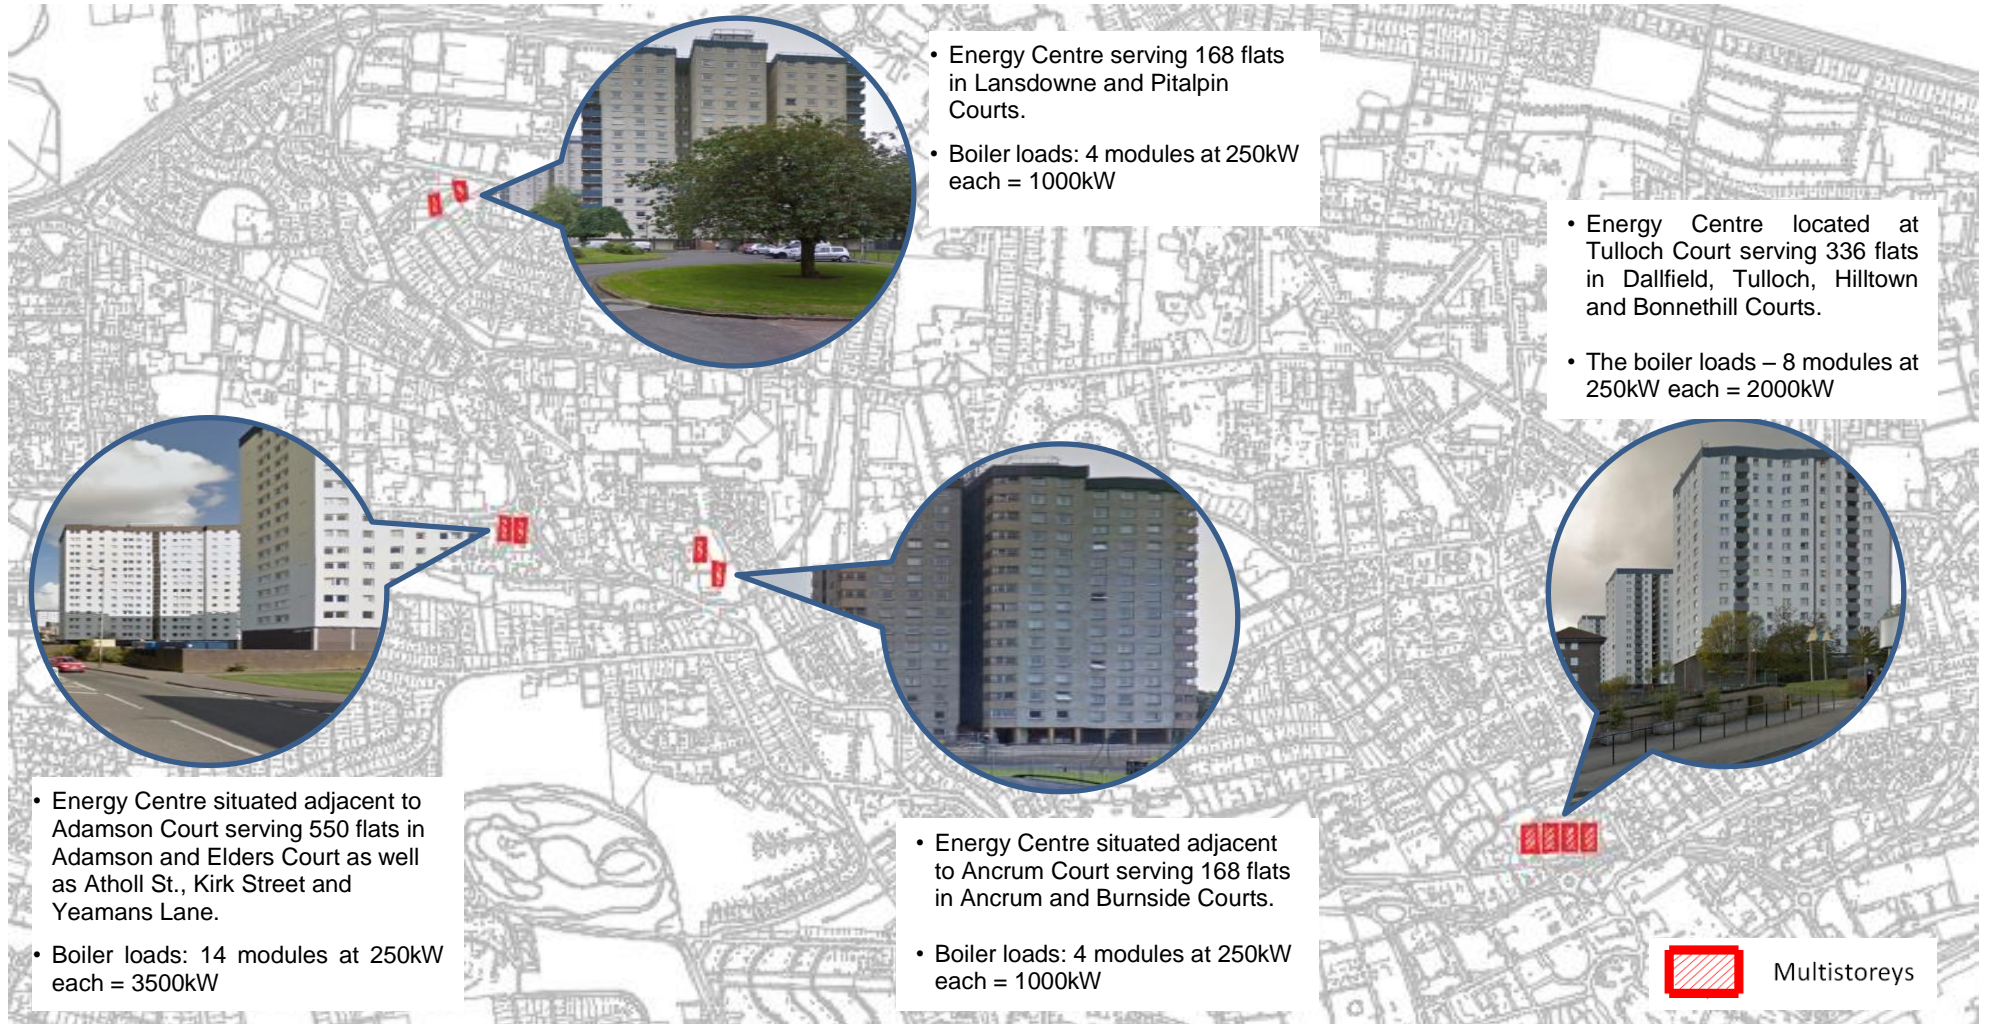 • Energy Centre serving 168 flats
in Lansdowne and Pitalpin
Courts.
• Boiler loads: 4 modules at 250kW
each = 1000kW
• Energy Centre located at
Tulloch Court serving 336 flats
in Dallfield, Tulloch, Hilltown
and Bonnethill Courts.
• The boiler loads – 8 modules at
250kW each = 2000kW
• Energy Centre situated adjacent to
Adamson Court serving 550 flats in
Adamson and Elders Court as well
as Atholl St., Kirk Street and
Yeamans Lane.
• Boiler loads: 14 modules at 250kW
each = 3500kW
• Energy Centre situated adjacent
to Ancrum Court serving 168 flats
in Ancrum and Burnside Courts.
• Boiler loads: 4 modules at 250kW
each = 1000kW
Multistoreys